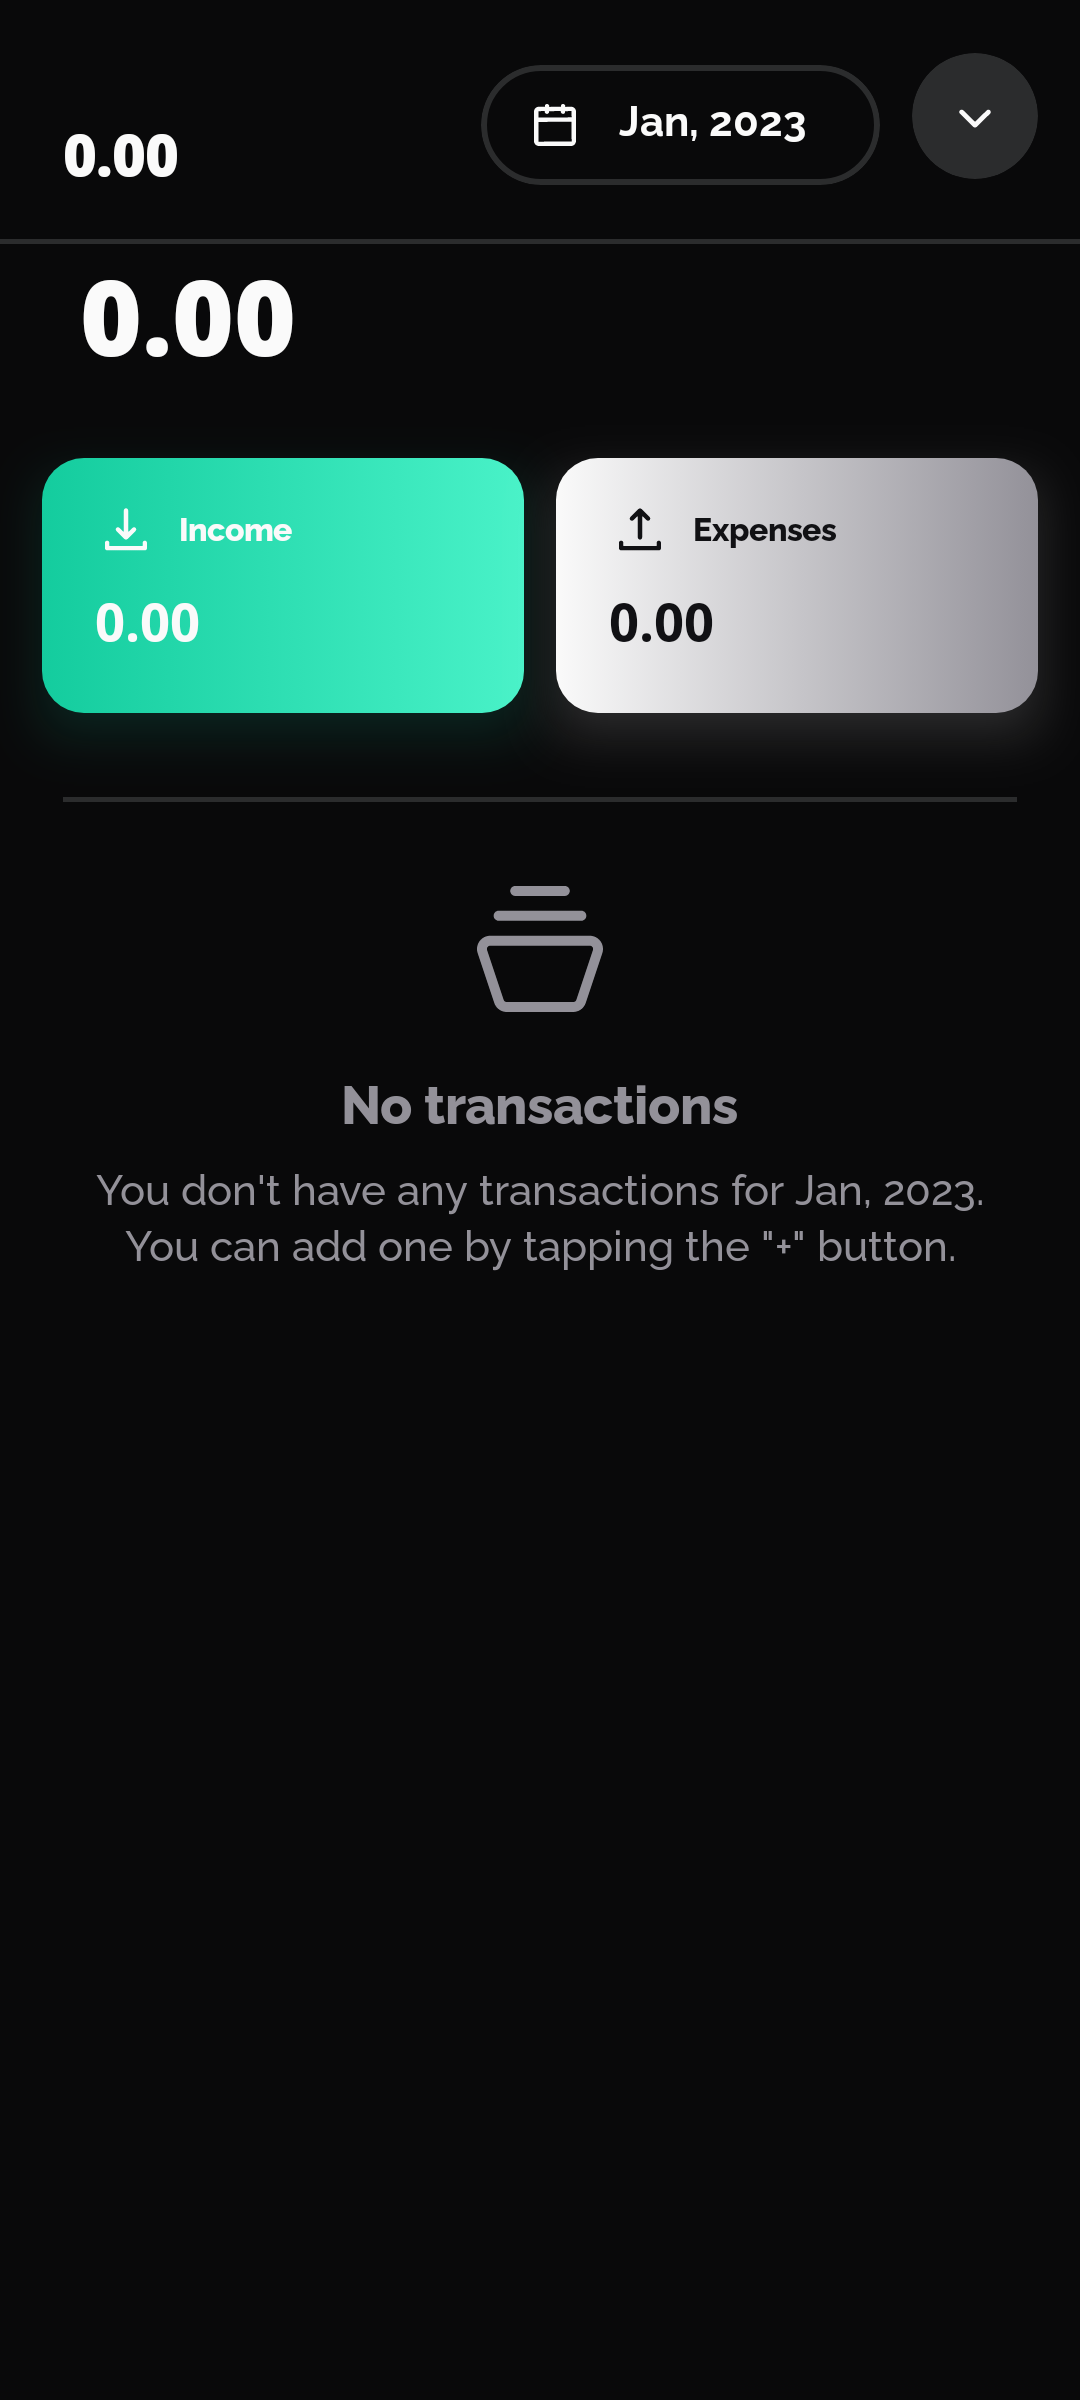 0.00
Jan, 2023
0.00
Income
0.00
Expenses
0.00
No transactions
You don't have any transactions for Jan, 2023.
You can add one by tapping the "+" button.